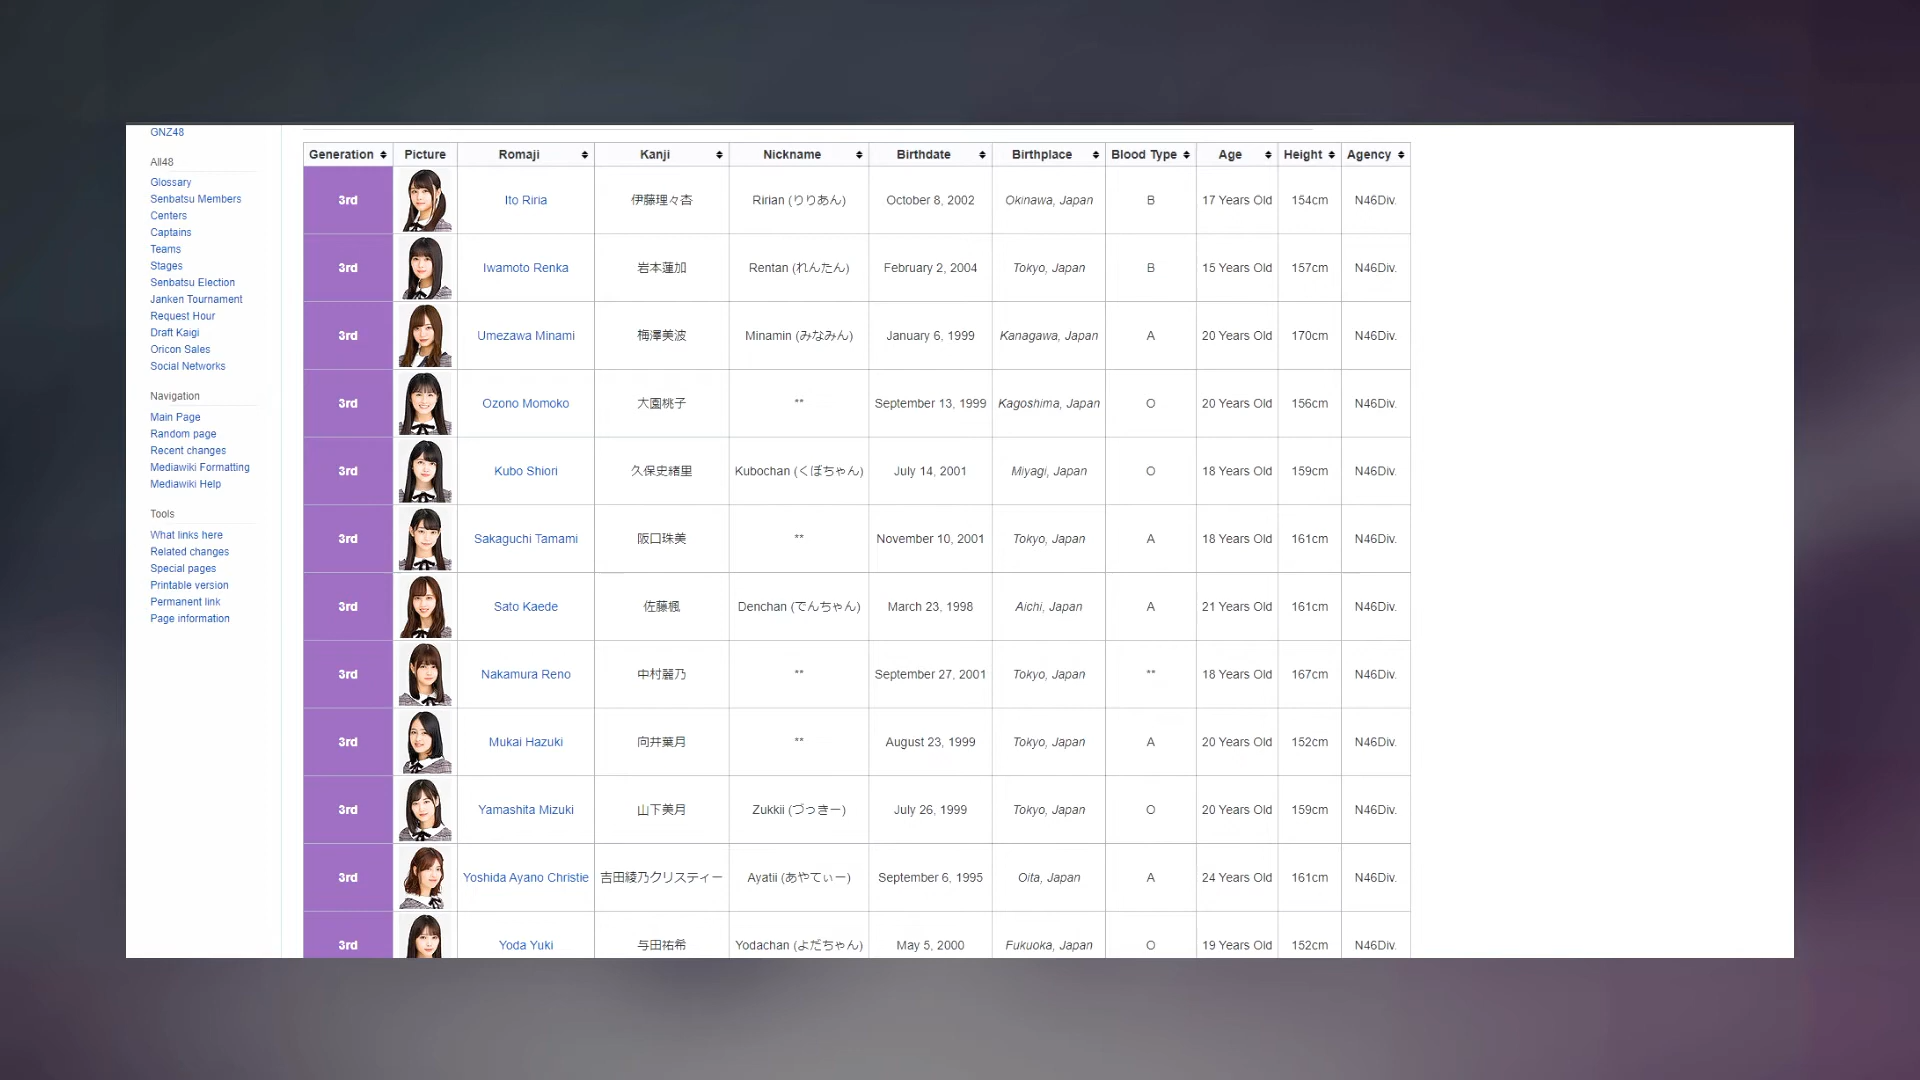 GNZ48
All48
Glossary
Senbatsu Members
Centers
Captains
Teams
Stages
Senbatsu Election
Janken Tournament
Request Hour
Draft Kaigi
Oricon Sales
Social Networks
Navigation
Main Page
Random page
Recent changes
Mediawiki Formatting
Mediawiki Help
Tools
What links here
Related changes
Special pages
Printable version
Permanent link
Page information
Generation Picture Romaji Kanji Nickname Birthdate Birthplace Blood Type Age Height Agency
3rd Ito Riria 伊藤理々杏 Ririan (りりあん) October 8, 2002 Okinawa, Japan B 17 Years Old 154cm N46Div.
3rd Iwamoto Renka 岩本蓮加 Rentan (れんたん) February 2, 2004 Tokyo, Japan B 15 Years Old 157cm N46Div.
3rd Umezawa Minami 梅澤美波 Minamin (みなみん) January 6, 1999 Kanagawa, Japan A 20 Years Old 170cm N46Div.
3rd Ozono Momoko 大園桃子 ** September 13, 1999 Kagoshima, Japan O 20 Years Old 156cm N46Div.
3rd Kubo Shiori 久保史緒里 Kubochan (くぼちゃん) July 14, 2001 Miyagi, Japan O 18 Years Old 159cm N46Div.
3rd Sakaguchi Tamami 阪口珠美 ** November 10, 2001 Tokyo, Japan A 18 Years Old 161cm N46Div.
3rd Sato Kaede 佐藤楓 Denchan (でんちゃん) March 23, 1998 Aichi, Japan A 21 Years Old 161cm N46Div.
3rd Nakamura Reno 中村麗乃 ** September 27, 2001 Tokyo, Japan ** 18 Years Old 167cm N46Div.
3rd Mukai Hazuki 向井葉月 ** August 23, 1999 Tokyo, Japan A 20 Years Old 152cm N46Div.
3rd Yamashita Mizuki 山下美月 Zukkii (づっきー) July 26, 1999 Tokyo, Japan O 20 Years Old 159cm N46Div.
3rd Yoshida Ayano Christie 吉田綾乃クリスティー Ayatii (あやてぃー) September 6, 1995 Oita, Japan A 24 Years Old 161cm N46Div.
3rd Yoda Yuki 与田祐希 Yodachan (よだちゃん) May 5, 2000 Fukuoka, Japan O 19 Years Old 152cm N46Div.